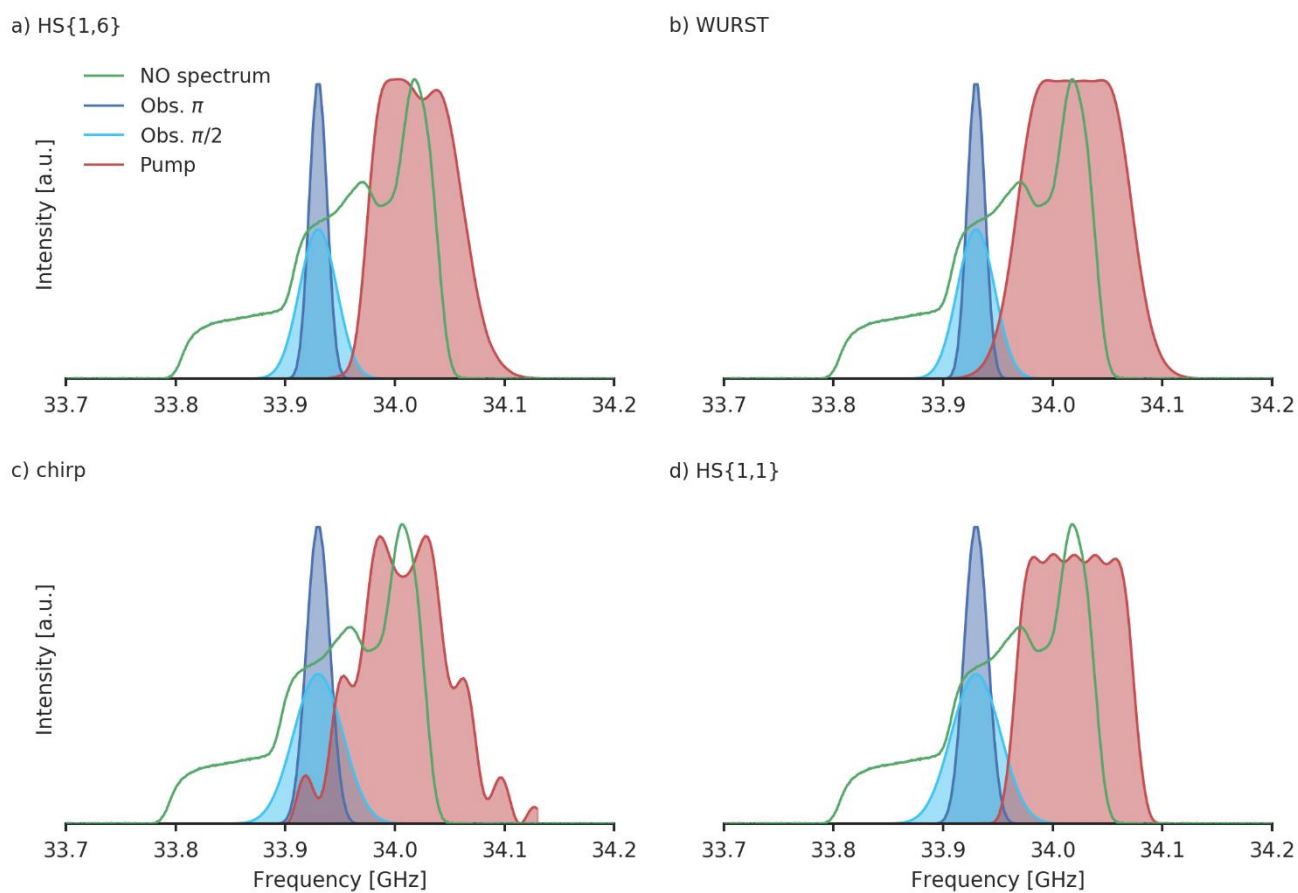 a) HS{1,6}
NO spectrum
Obs. π
Obs. π/2
Pump
Intensity [a.u.]
33.7 33.8 33.9 34.0 34.1 34.2
b) WURST
33.7 33.8 33.9 34.0 34.1 34.2
c) chirp
Intensity [a.u.]
33.7 33.8 33.9 34.0 34.1 34.2
Frequency [GHz]
d) HS{1,1}
33.7 33.8 33.9 34.0 34.1 34.2
Frequency [GHz]